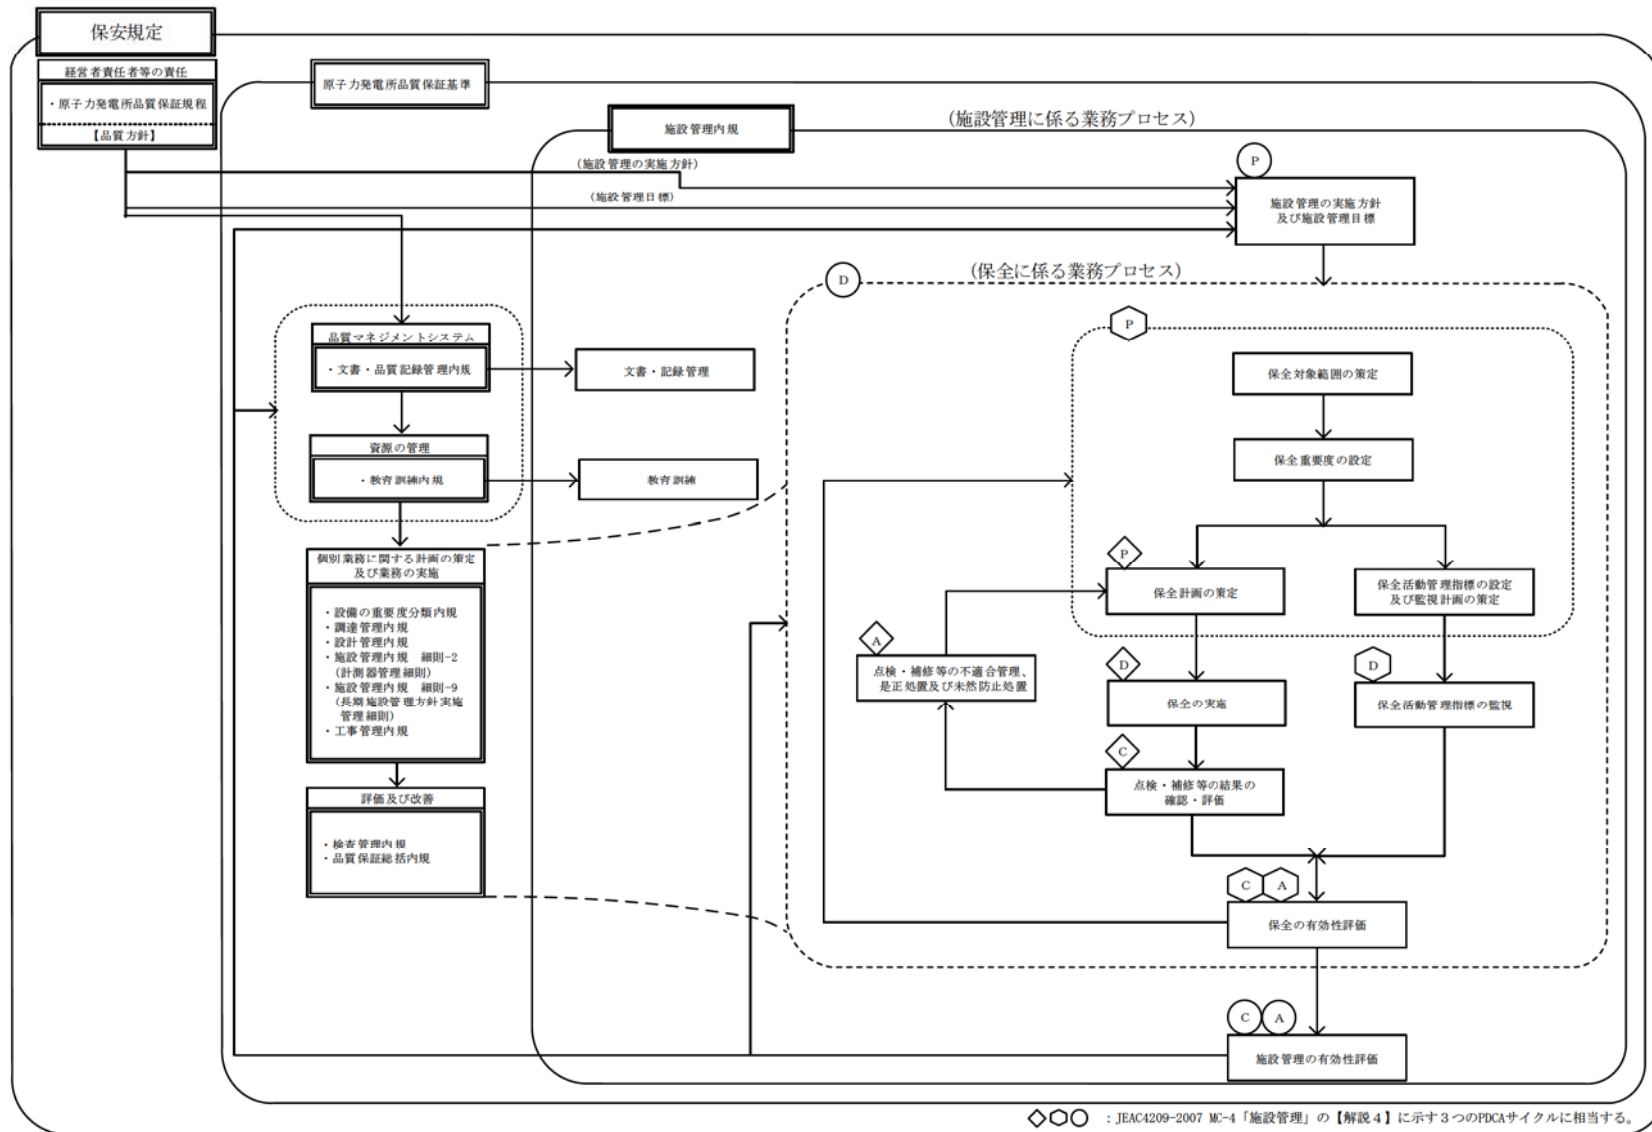 保安規定
経営者責任者等の責任
・原子力発電所品質保証規程
【品質方針】
原子力発電所品質保証基準
施設管理内規
(施設管理に係る業務プロセス)
(施設管理の実施方針)
(施設管理目標)
P
施設管理の実施方針
及び施設管理目標
D
(保全に係る業務プロセス)
P
品質マネジメントシステム
・文書・品質記録管理内規
文書・記録管理
資源の管理
・教育訓練内規
教育訓練
保全対象範囲の策定
保全重要度の設定
個別業務に関する計画の策定
及び業務の実施
・設備の重要度分類内規
・調達管理内規
・設計管理内規
・施設管理内規 細則-2
(計測器管理細則)
・施設管理内規 細則-9
(長期施設管理方針実施
管理細則)
・工事管理内規
P
保全計画の策定
保全活動管理指標の設定
及び監視計画の策定
A
点検・補修等の不適合管理、
是正処置及び未然防止処置
D
保全の実施
D
保全活動管理指標の監視
C
点検・補修等の結果の
確認・評価
評価及び改善
・検査管理内規
・品質保証総括内規
C
A
保全の有効性評価
C
A
施設管理の有効性評価
◇⬡○ ：JEAC4209-2007 MC-4「施設管理」の【解説４】に示す３つのPDCAサイクルに相当する。